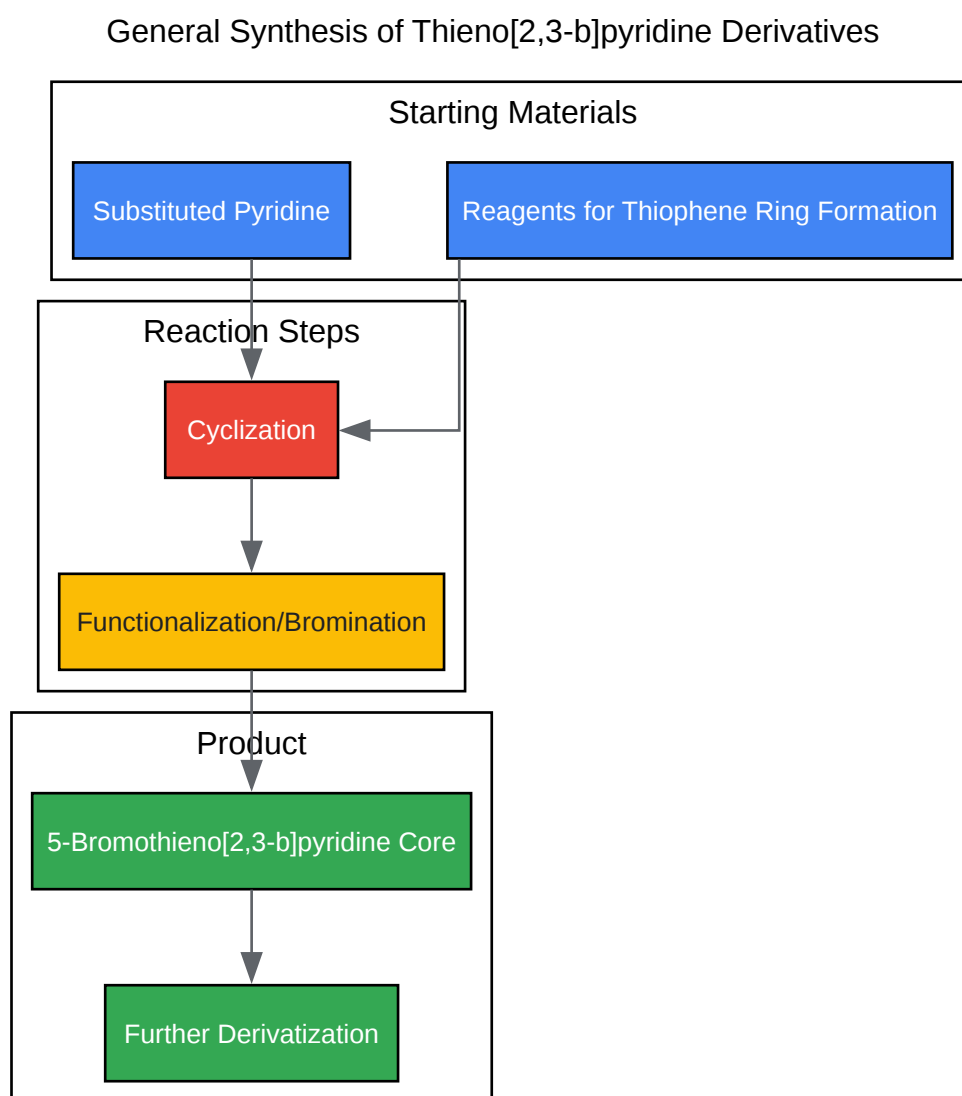 General Synthesis of Thieno[2,3-b]pyridine Derivatives
Starting Materials
Substituted Pyridine
Reagents for Thiophene Ring Formation
Reaction Steps
Cyclization
Functionalization/Bromination
Product
5-Bromothieno[2,3-b]pyridine Core
Further Derivatization